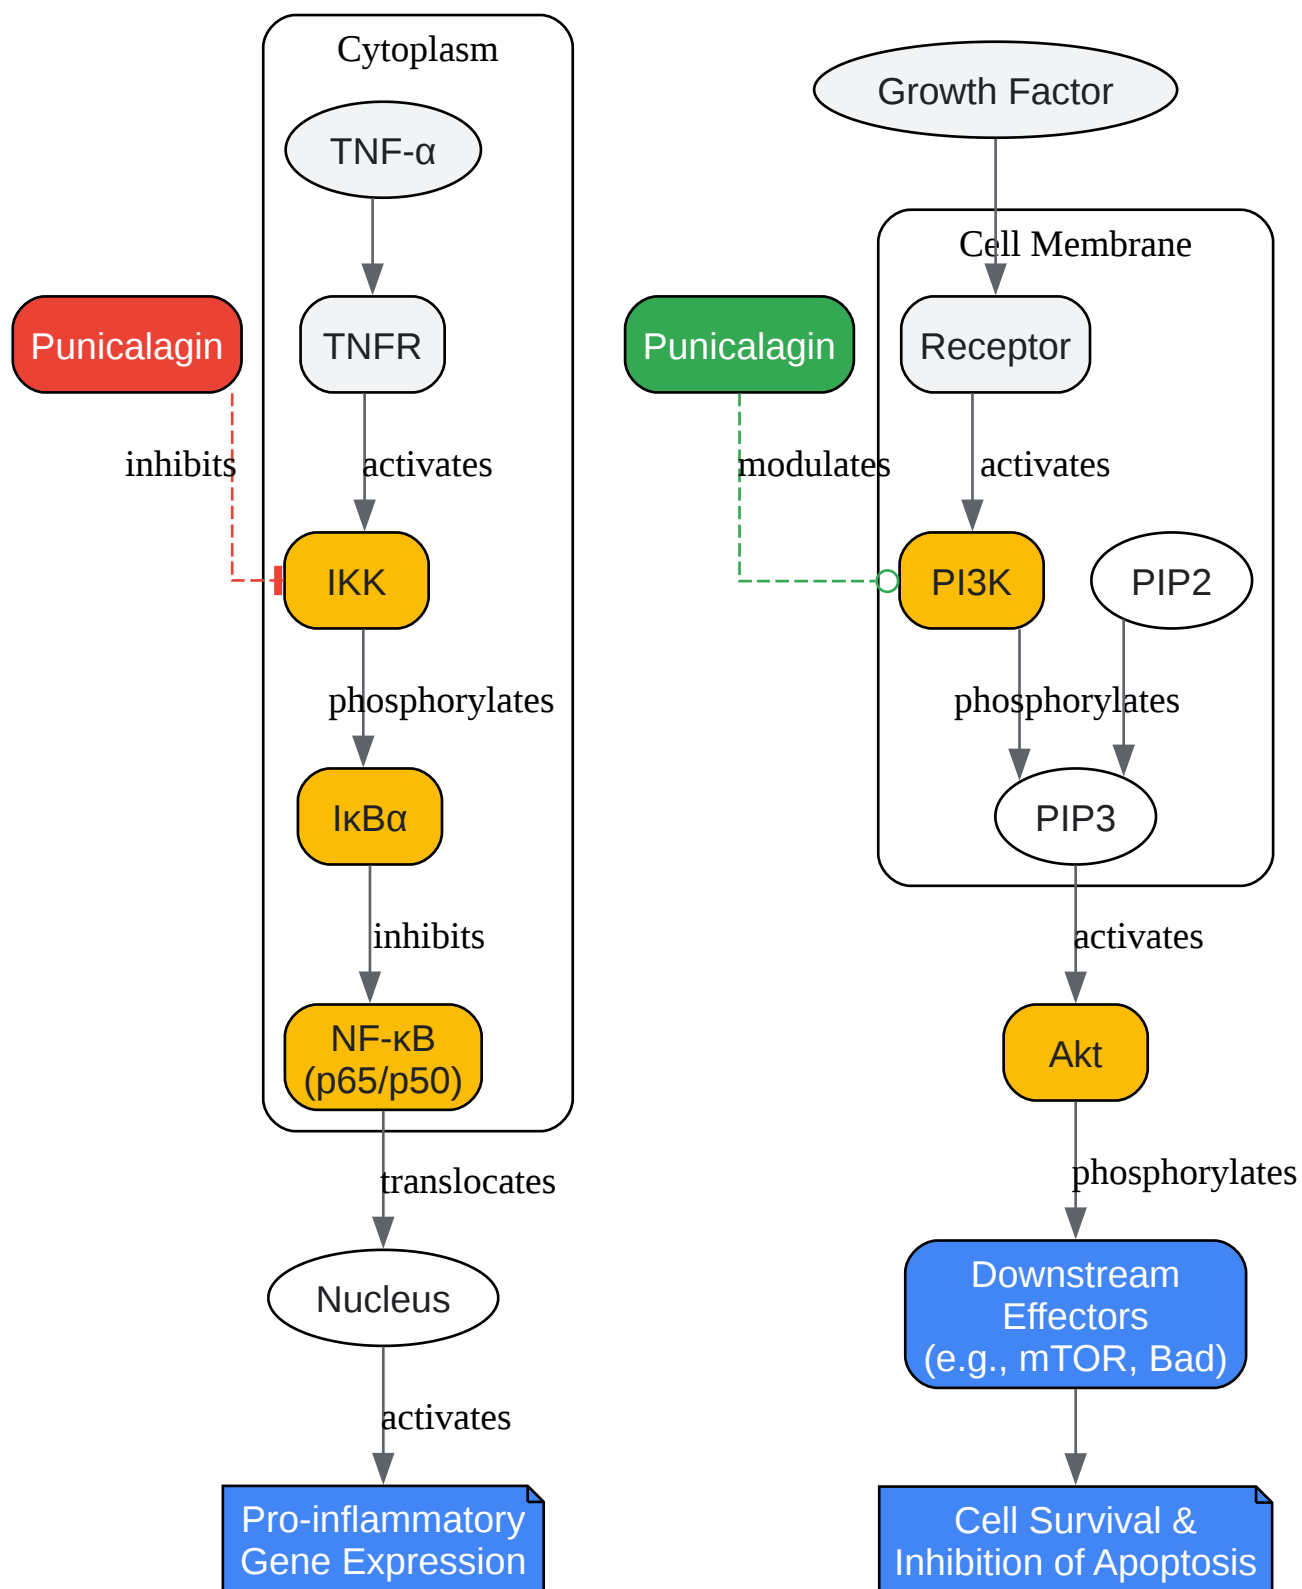 Cytoplasm
TNF-α
Punicalagin
TNFR
inhibits
activates
IKK
phosphorylates
IκBα
inhibits
NF-κB
(p65/p50)
translocates
Nucleus
activates
Pro-inflammatory
Gene Expression
Growth Factor
Cell Membrane
Punicalagin
Receptor
modulates
activates
PI3K
PIP2
phosphorylates
PIP3
activates
Akt
phosphorylates
Downstream
Effectors
(e.g., mTOR, Bad)
Cell Survival &
Inhibition of Apoptosis